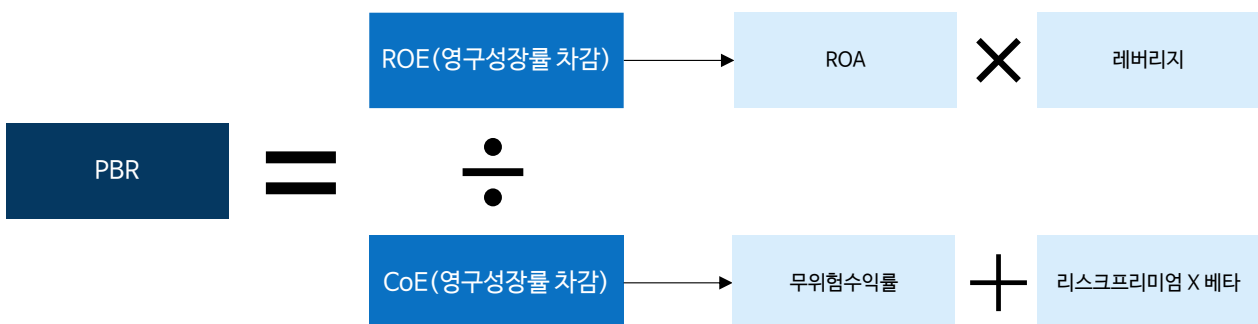 ROE(영구성장률 차감)
ROA
×
레버리지
PBR
=
÷
CoE(영구성장률 차감)
무위험수익률
+
리스크프리미엄 X 베타